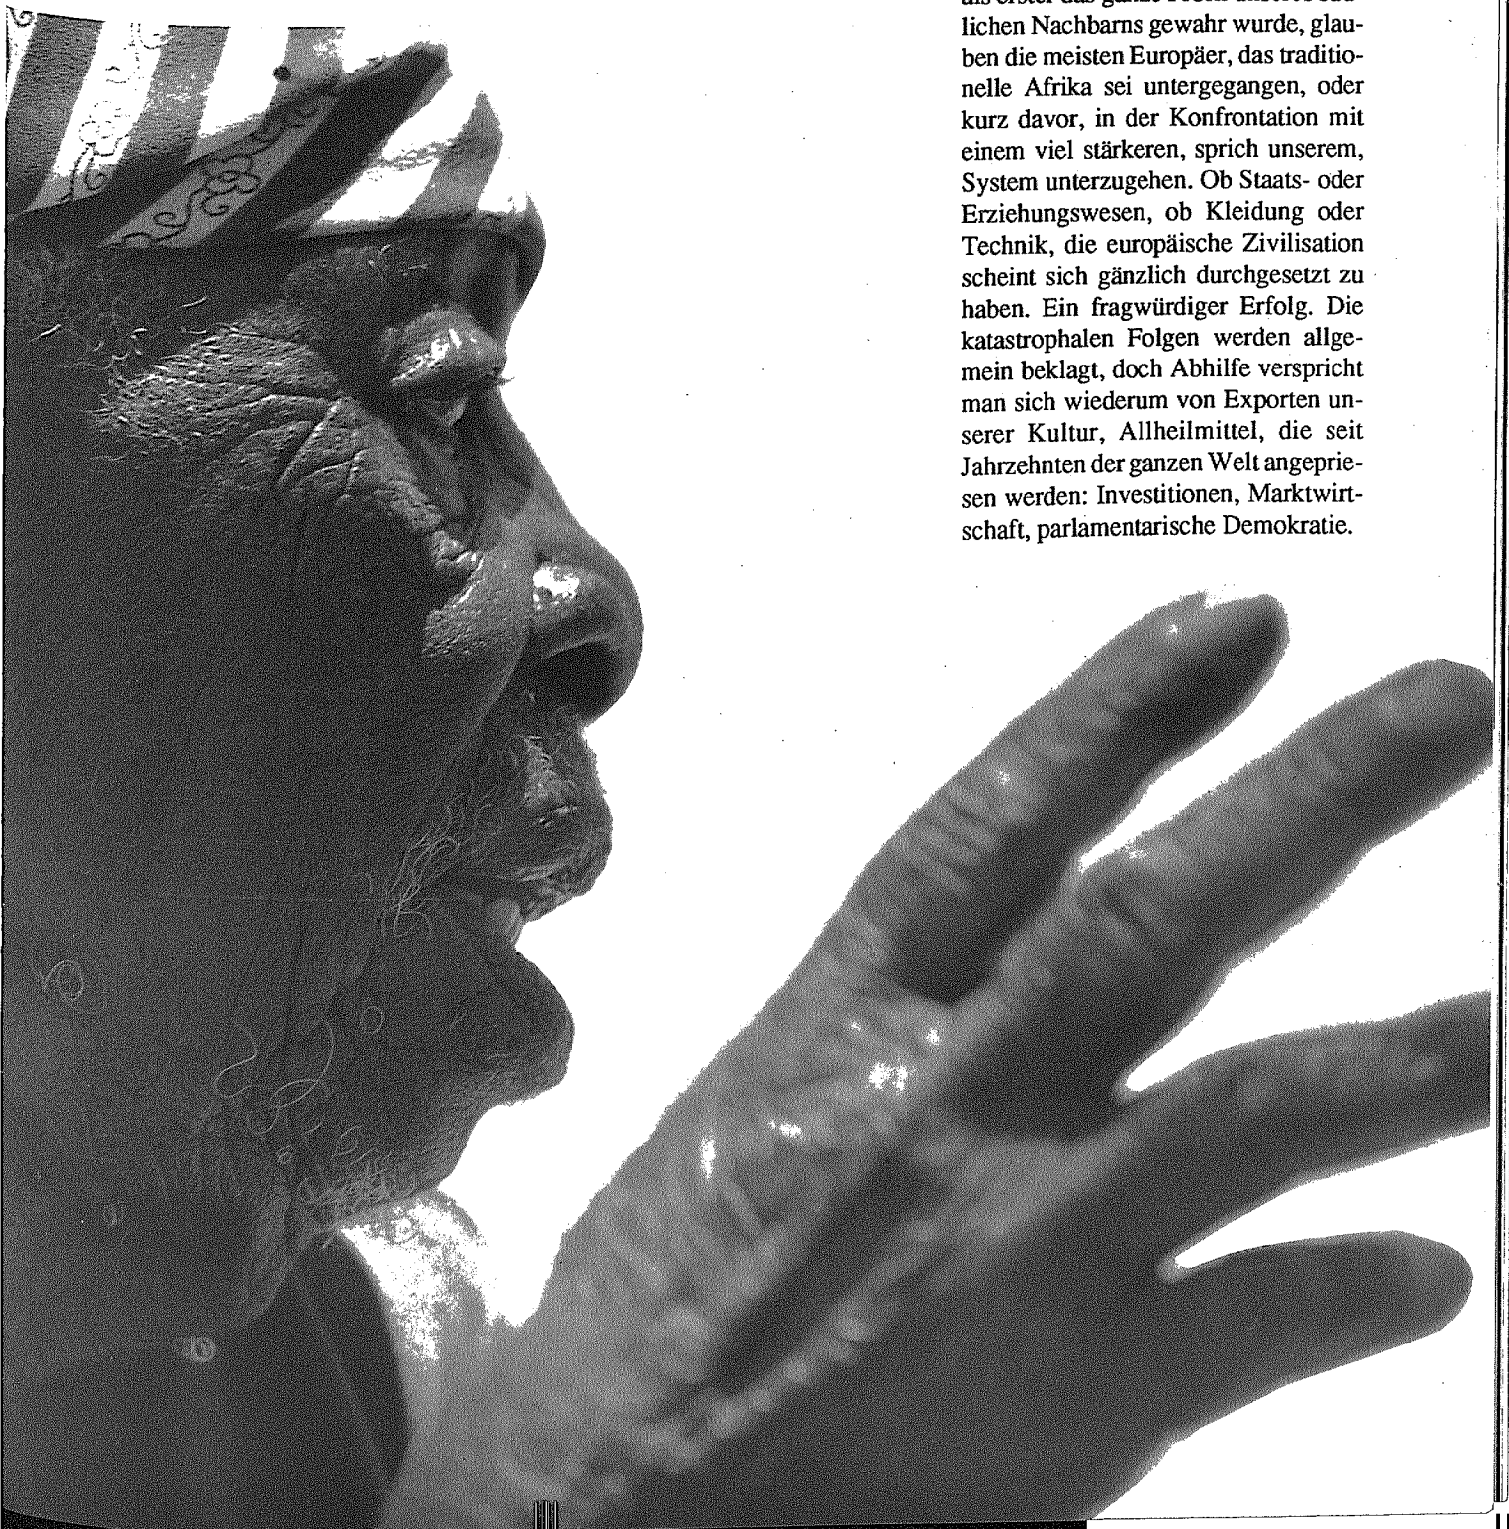 lichen Nachbarns gewahr wurde, glau-
ben die meisten Europäer, das traditio-
nelle Afrika sei untergegangen, oder
kurz davor, in der Konfrontation mit
einem viel stärkeren, sprich unserem,
System unterzugehen. Ob Staats- oder
Erziehungswesen, ob Kleidung oder
Technik, die europäische Zivilisation
scheint sich gänzlich durchgesetzt zu
haben. Ein fragwürdiger Erfolg. Die
katastrophalen Folgen werden allge-
mein beklagt, doch Abhilfe verspricht
man sich wiederum von Exporten un-
serer Kultur, Allheilmittel, die seit
Jahrzehnten der ganzen Welt angeprie-
sen werden: Investitionen, Marktwirt-
schaft, parlamentarische Demokratie.